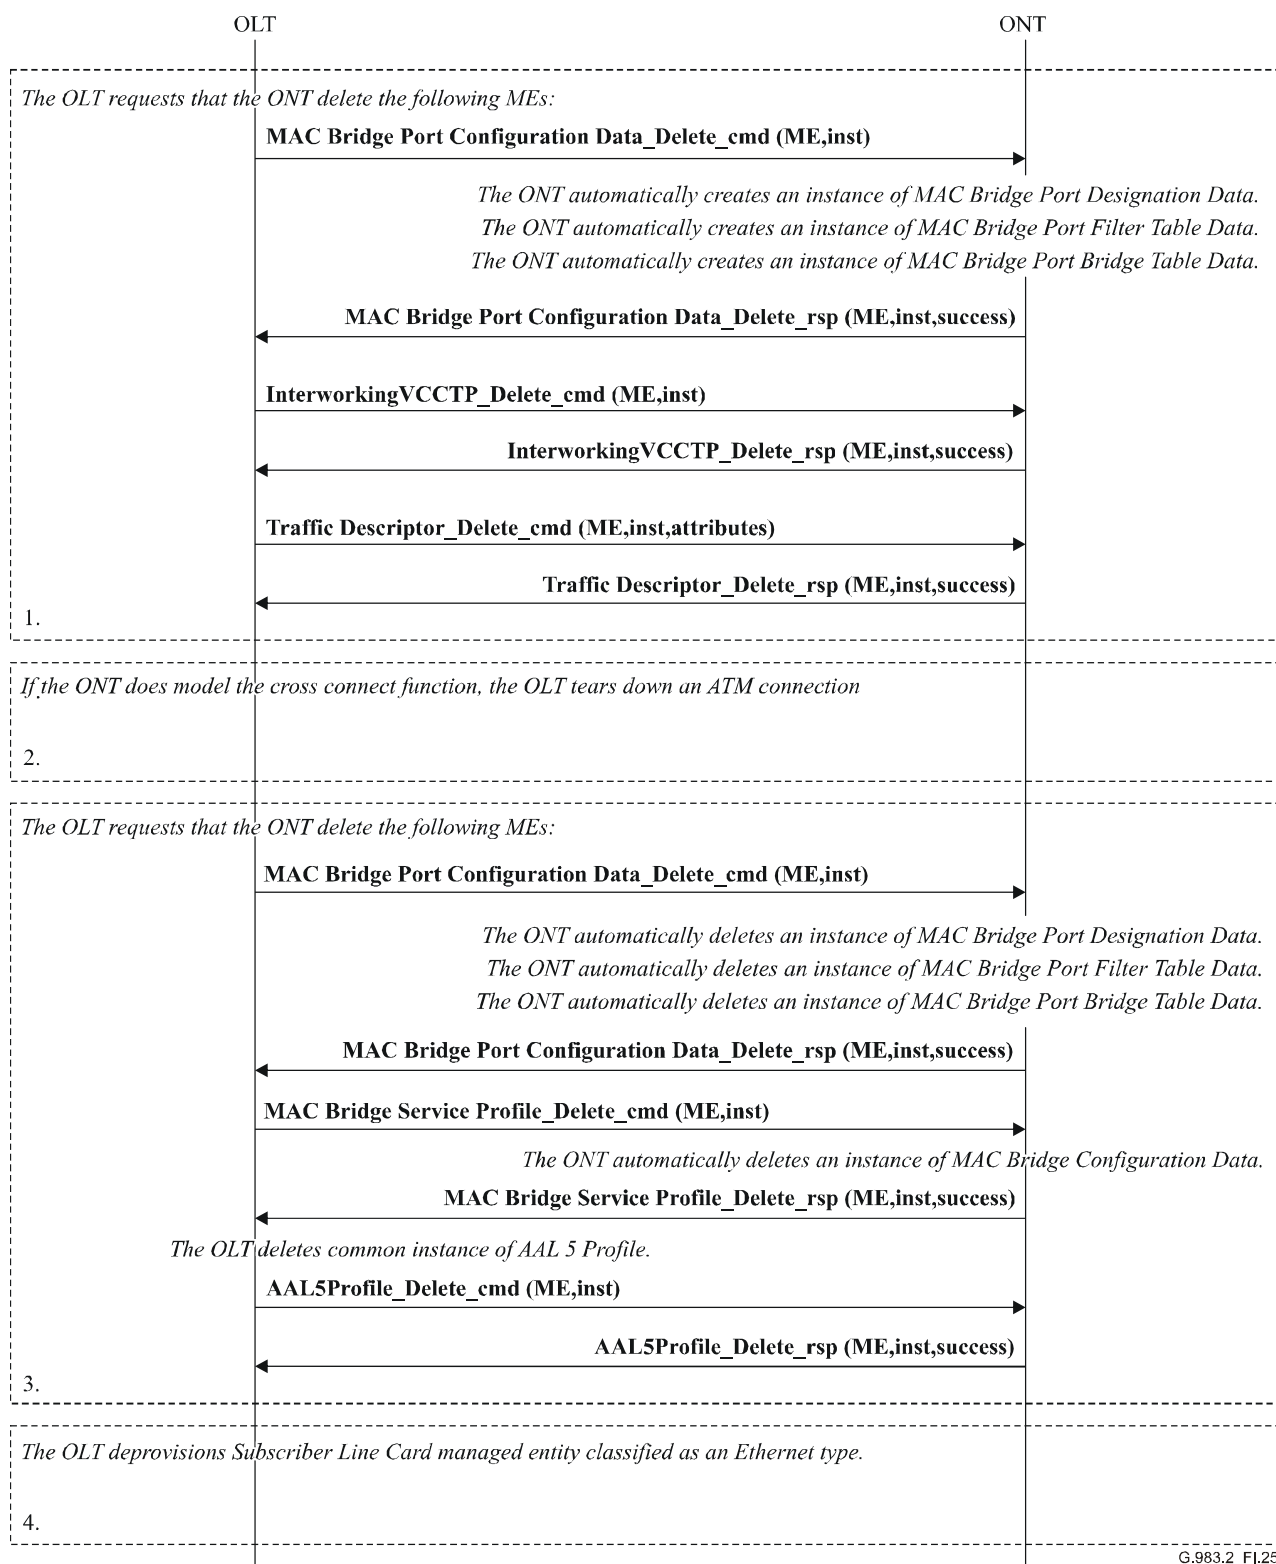 OLT
ONT
The OLT requests that the ONT delete the following MEs:
MAC Bridge Port Configuration Data_Delete_cmd (ME,inst)
The ONT automatically creates an instance of MAC Bridge Port Designation Data.
The ONT automatically creates an instance of MAC Bridge Port Filter Table Data.
The ONT automatically creates an instance of MAC Bridge Port Bridge Table Data.
MAC Bridge Port Configuration Data_Delete_rsp (ME,inst,success)
InterworkingVCCTP_Delete_cmd (ME,inst)
InterworkingVCCTP_Delete_rsp (ME,inst,success)
Traffic Descriptor_Delete_cmd (ME,inst,attributes)
Traffic Descriptor_Delete_rsp (ME,inst,success)
1.
If the ONT does model the cross connect function, the OLT tears down an ATM connection
2.
The OLT requests that the ONT delete the following MEs:
MAC Bridge Port Configuration Data_Delete_cmd (ME,inst)
The ONT automatically deletes an instance of MAC Bridge Port Designation Data.
The ONT automatically deletes an instance of MAC Bridge Port Filter Table Data.
The ONT automatically deletes an instance of MAC Bridge Port Bridge Table Data.
MAC Bridge Port Configuration Data_Delete_rsp (ME,inst,success)
MAC Bridge Service Profile_Delete_cmd (ME,inst)
The ONT automatically deletes an instance of MAC Bridge Configuration Data.
MAC Bridge Service Profile_Delete_rsp (ME,inst,success)
The OLT deletes common instance of AAL 5 Profile.
AAL5Profile_Delete_cmd (ME,inst)
AAL5Profile_Delete_rsp (ME,inst,success)
3.
The OLT deprovisions Subscriber Line Card managed entity classified as an Ethernet type.
4.
G.983.2_FI.25